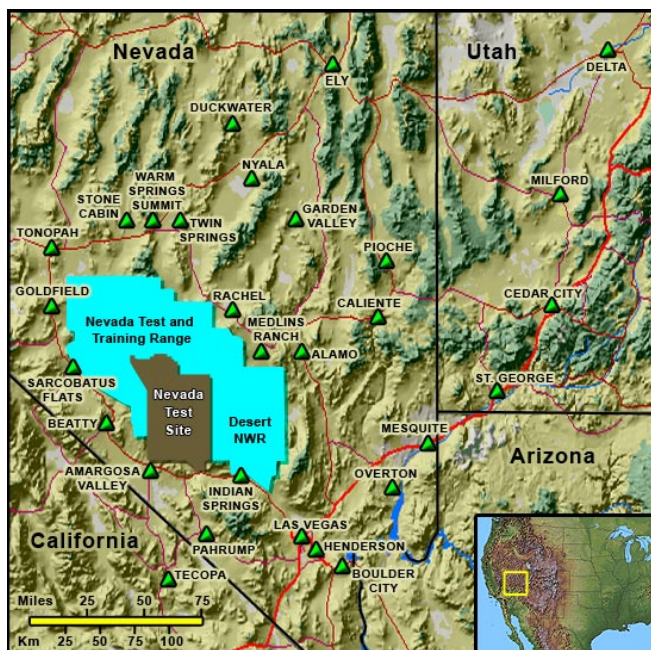 Nevada
Utah
DELTA
ELY
DUCKWATER
NYALA
WARM
SPRINGS
SUMMIT
STONE
CABIN
MILFORD
TWIN
SPRINGS
GARDEN
VALLEY
TONOPAH
PIOCHE
GOLDFIELD
RACHEL
CALIENTE
CEDAR CITY
Nevada Test and
Training Range
MEDLINS
RANCH
ALAMO
SARCOBATUS
FLATS
Nevada
Test
Site
ST. GEORGE
BEATTY
Desert
NWR
MESQUITE
Arizona
AMARGOSA
VALLEY
INDIAN
SPRINGS
OVERTON
LAS VEGAS
California
PAHRUMP
HENDERSON
BOULDER
CITY
TECOPA
Miles 25 50 75
Km 25 50 75 100